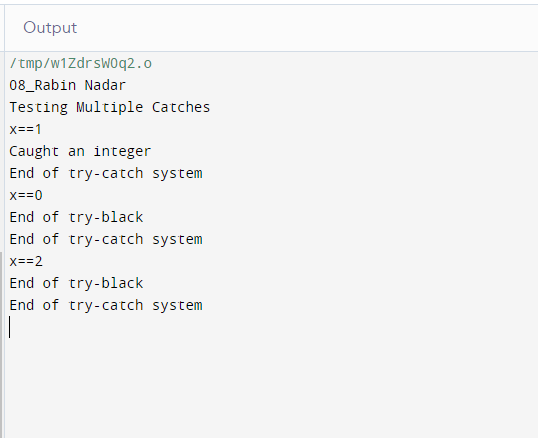 Output
/tmp/w1ZdrsW0q2.o
08_Rabin Nadar
Testing Multiple Catches
x==1
Caught an integer
End of try-catch system
x==0
End of try-black
End of try-catch system
x==2
End of try-black
End of try-catch system